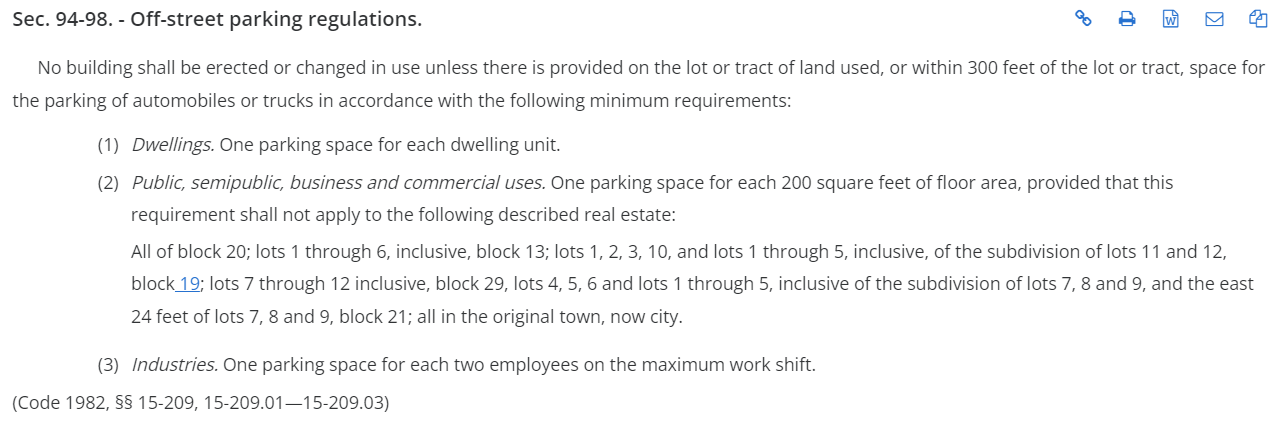 Sec. 94-98. - Off-street parking regulations.
No building shall be erected or changed in use unless there is provided on the lot or tract of land used, or within 300 feet of the lot or tract, space for
the parking of automobiles or trucks in accordance with the following minimum requirements:
(1) Dwellings. One parking space for each dwelling unit.
(2) Public, semipublic, business and commercial uses. One parking space for each 200 square feet of floor area, provided that this
requirement shall not apply to the following described real estate:
All of block 20; lots 1 through 6, inclusive, block 13; lots 1, 2, 3, 10, and lots 1 through 5, inclusive, of the subdivision of lots 11 and 12,
block 19; lots 7 through 12 inclusive, block 29, lots 4, 5, 6 and lots 1 through 5, inclusive of the subdivision of lots 7, 8 and 9, and the east
24 feet of lots 7, 8 and 9, block 21; all in the original town, now city.
(3) Industries. One parking space for each two employees on the maximum work shift.
(Code 1982, §§ 15-209, 15-209.01—15-209.03)